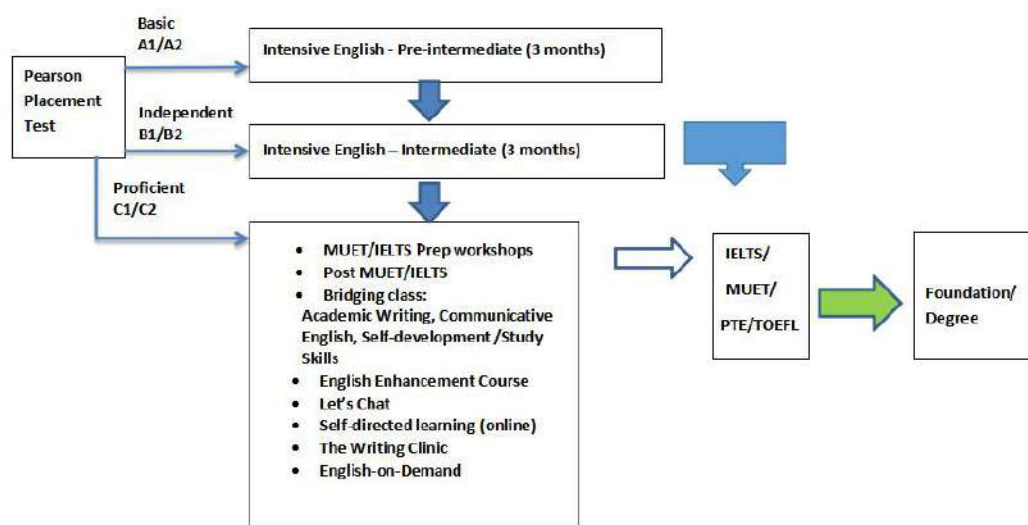 Basic
A1/A2
Intensive English - Pre-intermediate (3 months)
Pearson
Placement
Test
Independent
B1/B2
Intensive English – Intermediate (3 months)
Proficient
C1/C2
• MUET/IELTS Prep workshops
• Post MUET/IELTS
• Bridging class:
Academic Writing, Communicative
English, Self-development /Study
Skills
• English Enhancement Course
• Let's Chat
• Self-directed learning (online)
• The Writing Clinic
• English-on-Demand
IELTS/
MUET/
PTE/TOEFL
Foundation/
Degree